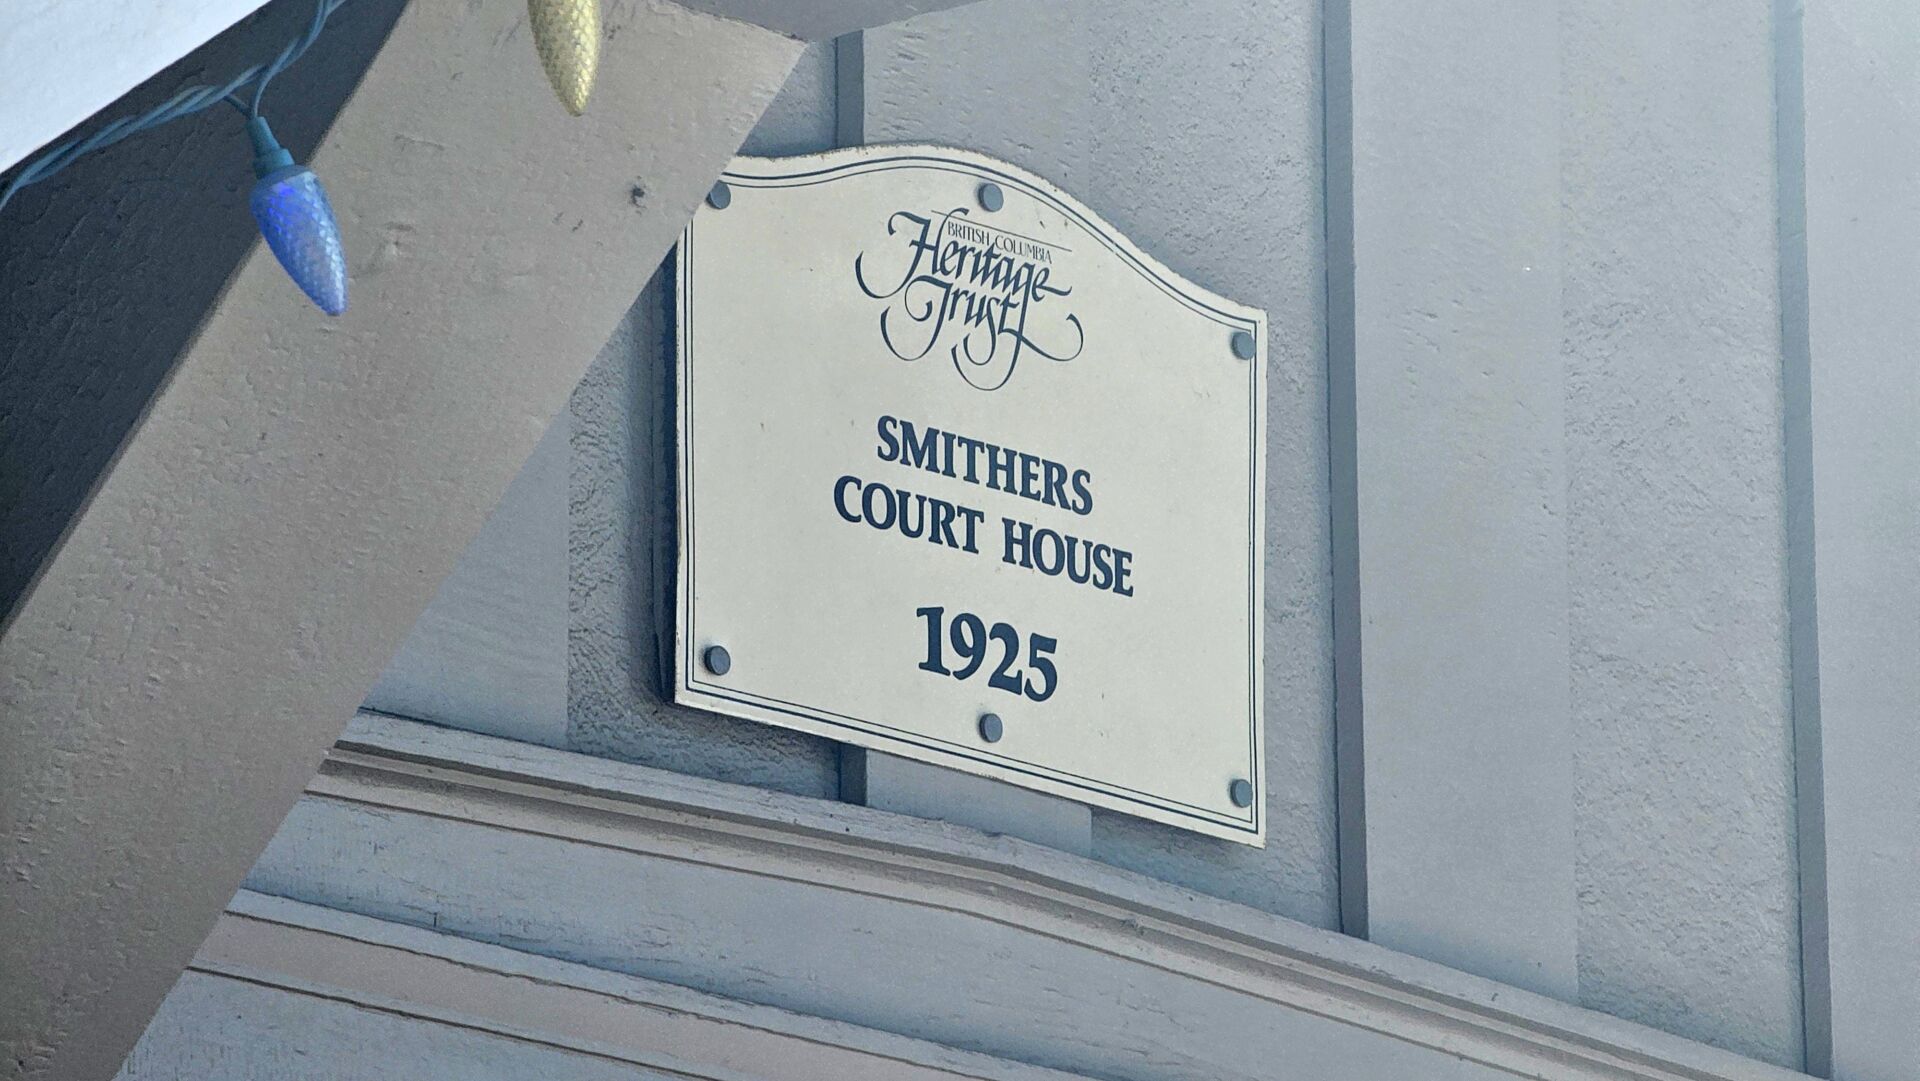 BRITISH COLUMBIA
Heritage
Trust
SMITHERS
COURT HOUSE
1925